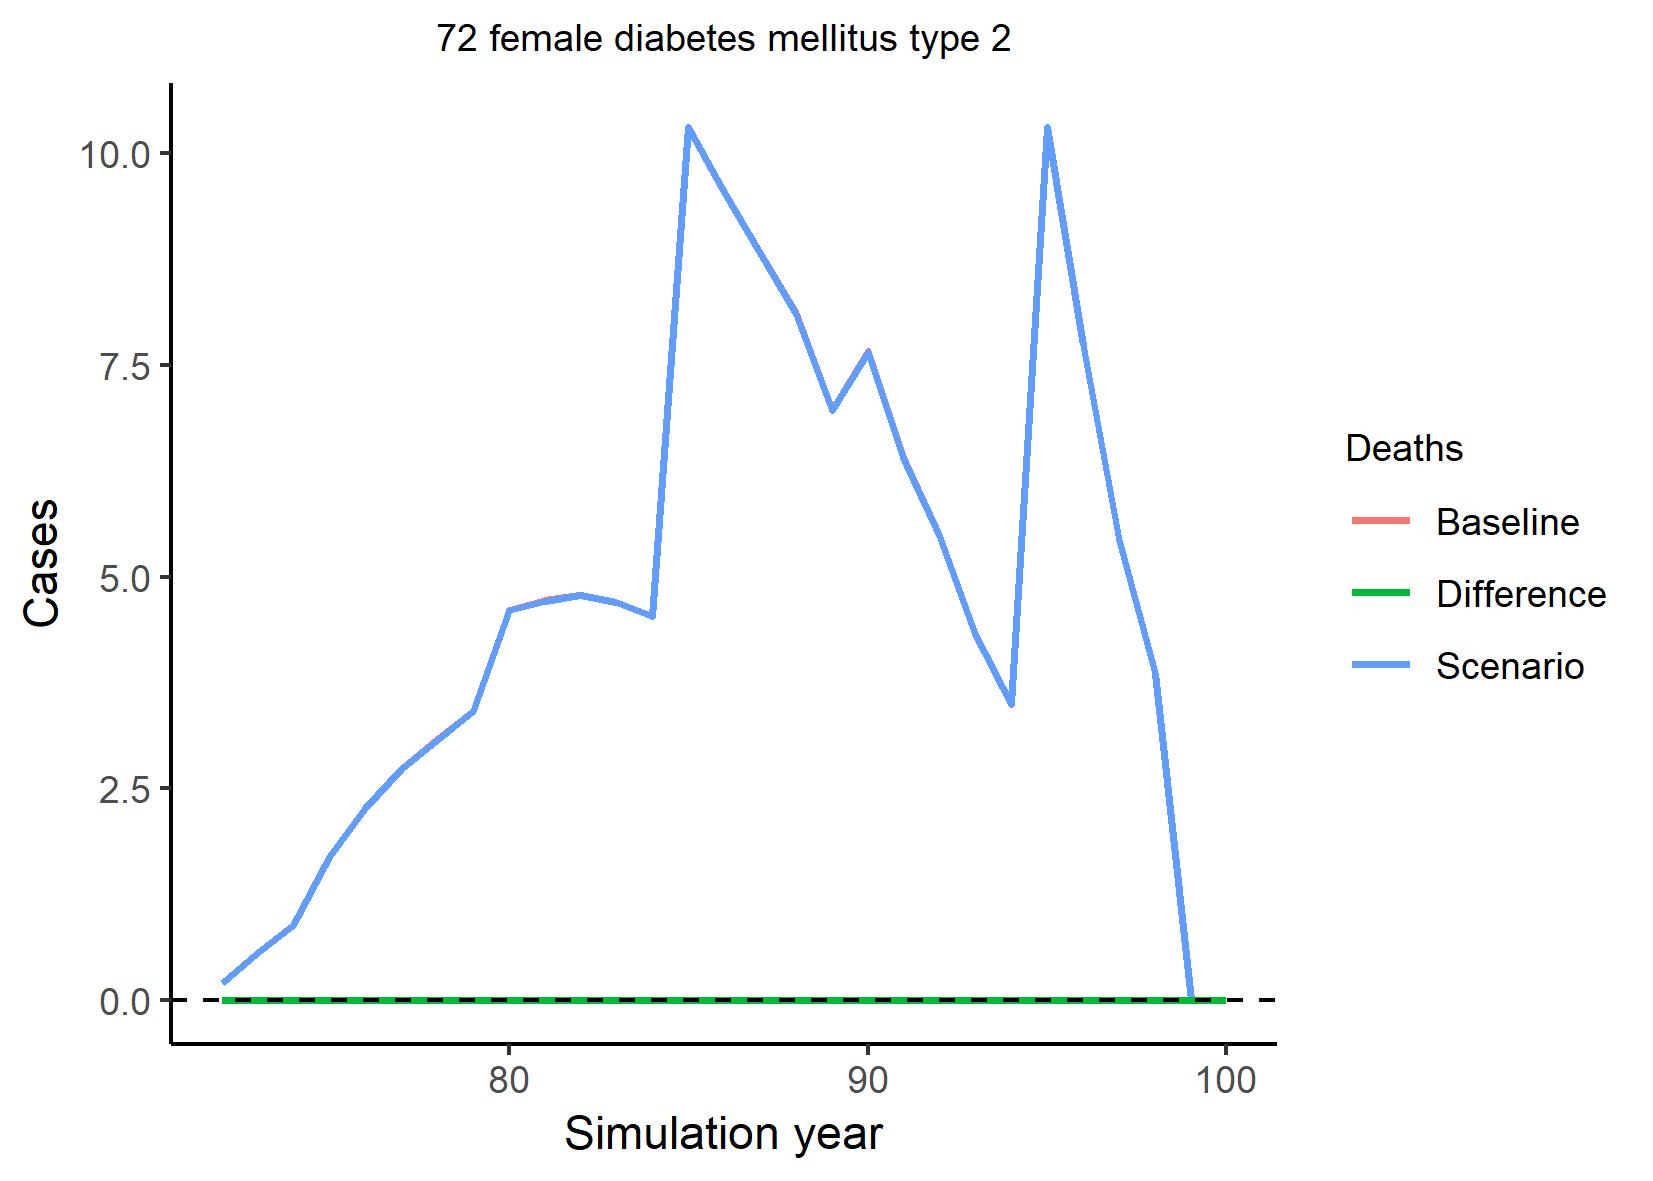 72 female diabetes mellitus type 2
Cases
10.0
7.5
5.0
2.5
0.0
80 90 100
Simulation year
Deaths
Baseline
Difference
Scenario